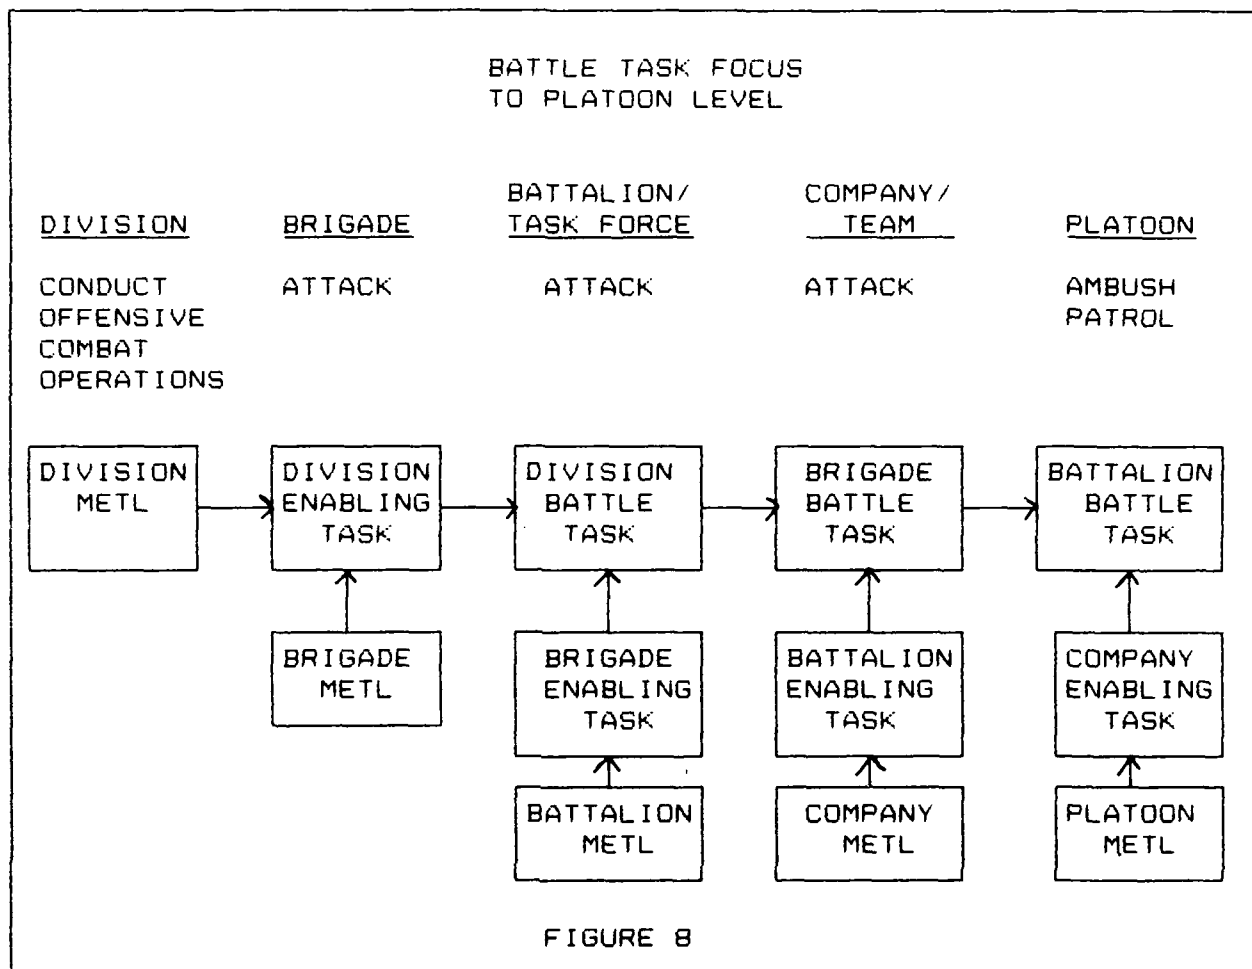 BATTLE TASK FOCUS
TO PLATOON LEVEL
DIVISION
BRIGADE
BATTALION/
TASK FORCE
COMPANY/
TEAM
PLATOON
CONDUCT
OFFENSIVE
COMBAT
OPERATIONS
ATTACK
ATTACK
ATTACK
AMBUSH
PATROL
DIVISION
METL
DIVISION
ENABLING
TASK
DIVISION
BATTLE
TASK
BRIGADE
BATTLE
TASK
BATTALION
BATTLE
TASK
BRIGADE
METL
BRIGADE
ENABLING
TASK
BATTALION
ENABLING
TASK
COMPANY
ENABLING
TASK
BATTALION
METL
COMPANY
METL
PLATOON
METL
FIGURE 8